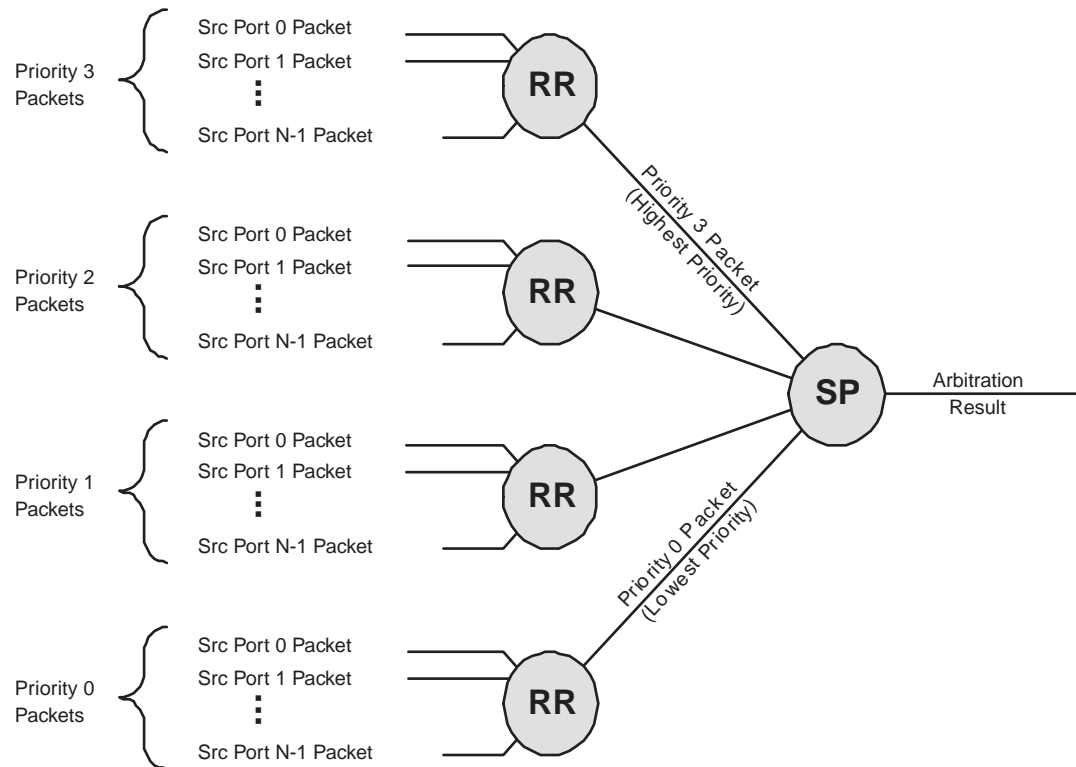 Priority 3
Packets
Src Port 0 Packet
Src Port 1 Packet
Src Port N-1 Packet
RR
Priority 3 Packet
(Highest Priority)
Priority 2
Packets
Src Port 0 Packet
Src Port 1 Packet
Src Port N-1 Packet
RR
SP
Arbitration
Result
Priority 1
Packets
Src Port 0 Packet
Src Port 1 Packet
Src Port N-1 Packet
RR
Priority 0 Packet
(Lowest Priority)
Priority 0
Packets
Src Port 0 Packet
Src Port 1 Packet
Src Port N-1 Packet
RR